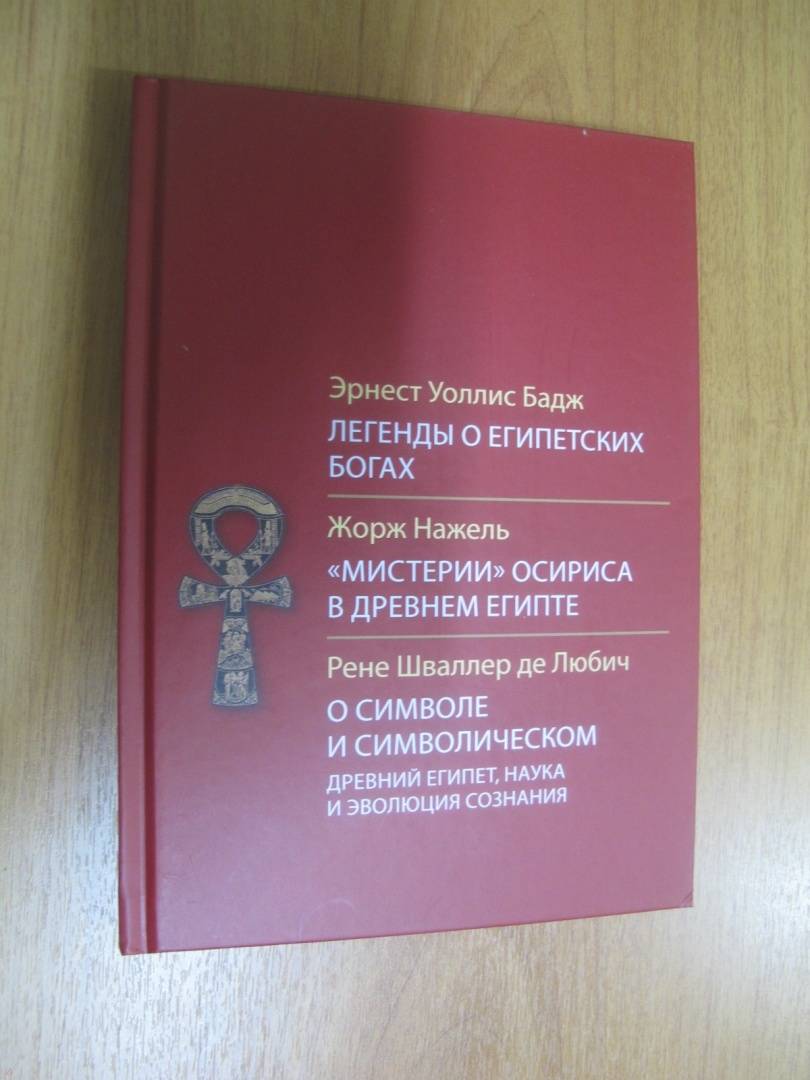 Эрнест Уоллис Бадж
ЛЕГЕНДЫ О ЕГИПЕТСКИХ
БОГАХ
Жорж Нажель
«МИСТЕРИИ» ОСИРИСА
В ДРЕВНЕМ ЕГИПТЕ
Рене Шваллер де Любич
О СИМВОЛЕ
И СИМВОЛИЧЕСКОМ
ДРЕВНИЙ ЕГИПЕТ, НАУКА
И ЭВОЛЮЦИЯ СОЗНАНИЯ